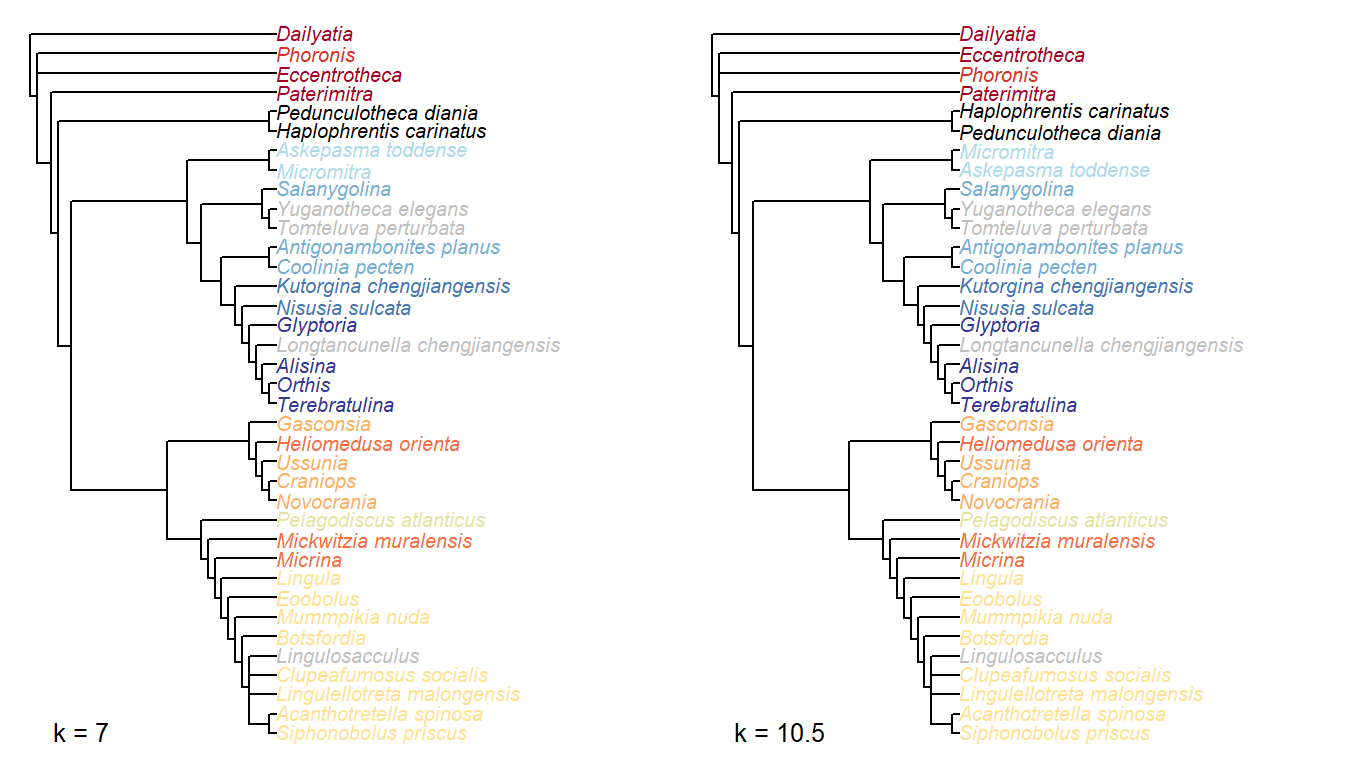 Dailyatia
Phoronis
Eccentrotheca
Paterimitra
Pedunculotheca diania
Haplophrentis carinatus
Askepasma toddense
Micromitra
Salanygolina
Yuganotheca elegans
Tomteluva perturbata
Antigonambonites planus
Coolinia pecten
Kutorgina chengjiangensis
Nisusia sulcata
Glyptoria
Longtancunella chengjiangensis
Alisina
Orthis
Terebratulina
Gasconsia
Heliomedusa orienta
Ussunia
Craniops
Novocrania
Pelagodiscus atlanticus
Mickwitzia muralensis
Micrina
Lingula
Eoobolus
Mummpikia nuda
Botsfordia
Lingulosacculus
Clupeafumosus socialis
Lingulellotreta malongensis
Acanthotretella spinosa
Siphonobolus priscus
k = 7
Dailyatia
Eccentrotheca
Phoronis
Paterimitra
Haplophrentis carinatus
Pedunculotheca diania
Micromitra
Askepasma toddense
Salanygolina
Yuganotheca elegans
Tomteluva perturbata
Antigonambonites planus
Coolinia pecten
Kutorgina chengjiangensis
Nisusia sulcata
Glyptoria
Longtancunella chengjiangensis
Alisina
Orthis
Terebratulina
Gasconsia
Heliomedusa orienta
Ussunia
Craniops
Novocrania
Pelagodiscus atlanticus
Mickwitzia muralensis
Micrina
Lingula
Eoobolus
Mummpikia nuda
Botsfordia
Lingulosacculus
Clupeafumosus socialis
Lingulellotreta malongensis
Acanthotretella spinosa
Siphonobolus priscus
k = 10.5